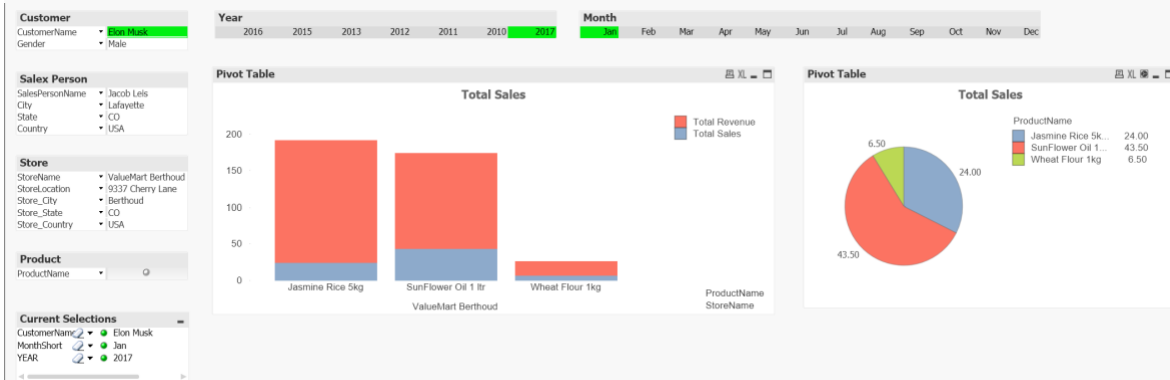 Customer
CustomerName Elon Musk
Gender Male
Salex Person
SalesPersonName Jacob Leis
City Lafayette
State CO
Country USA
Store
StoreName ValueMart Berthoud
StoreLocation 9337 Cherry Lane
Store_City Berthoud
Store_State CO
Store_Country USA
Product
ProductName
Current Selections
CustomerName Elon Musk
MonthShort Jan
YEAR 2017
Year
2016 2015 2013 2012 2011 2010 2017
Month
Jan Feb Mar Apr May Jun Jul Aug Sep Oct Nov Dec
Pivot Table XL
Total Sales
Total Revenue
Total Sales
200
150
100
50
0
Jasmine Rice 5kg SunFlower Oil 1 ltr Wheat Flour 1kg
ValueMart Berthoud
ProductName
StoreName
Pivot Table XL
Total Sales
ProductName
Jasmine Rice 5k... 24.00
SunFlower Oil 1... 43.50
Wheat Flour 1kg 6.50
6.50
24.00
43.50